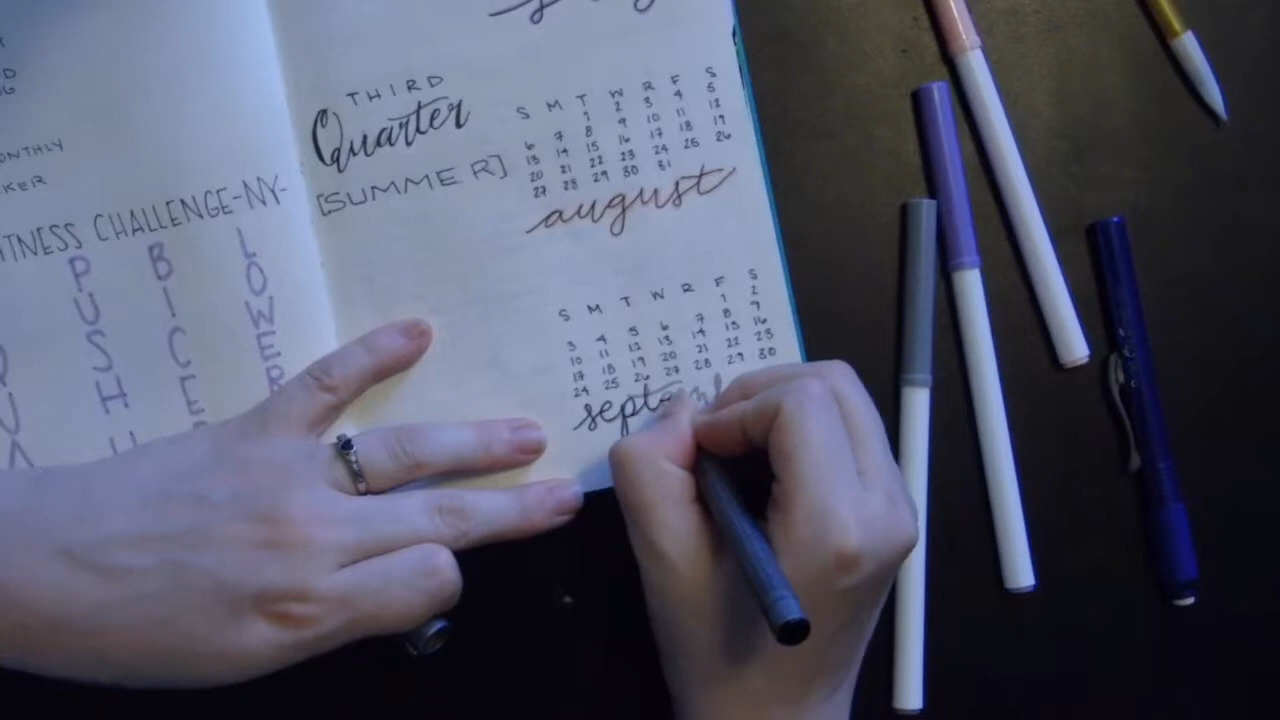 ONTHLY
KER
TNESS CHALLENGE-NY-
P B L
U I O
S C W
H E E
R
THIRD
Quarter
[SUMMER]
S M T W R F S
1 2 3 4 5
6 7 8 9 10 11 12
13 14 15 16 17 18 19
20 21 22 23 24 25 26
27 28 29 30 31
august
S M T W R F S
1 2
3 4 5 6 7 8 9
10 11 12 13 14 15 16
17 18 19 20 21 22 23
24 25 26 27 28 29 30
septem